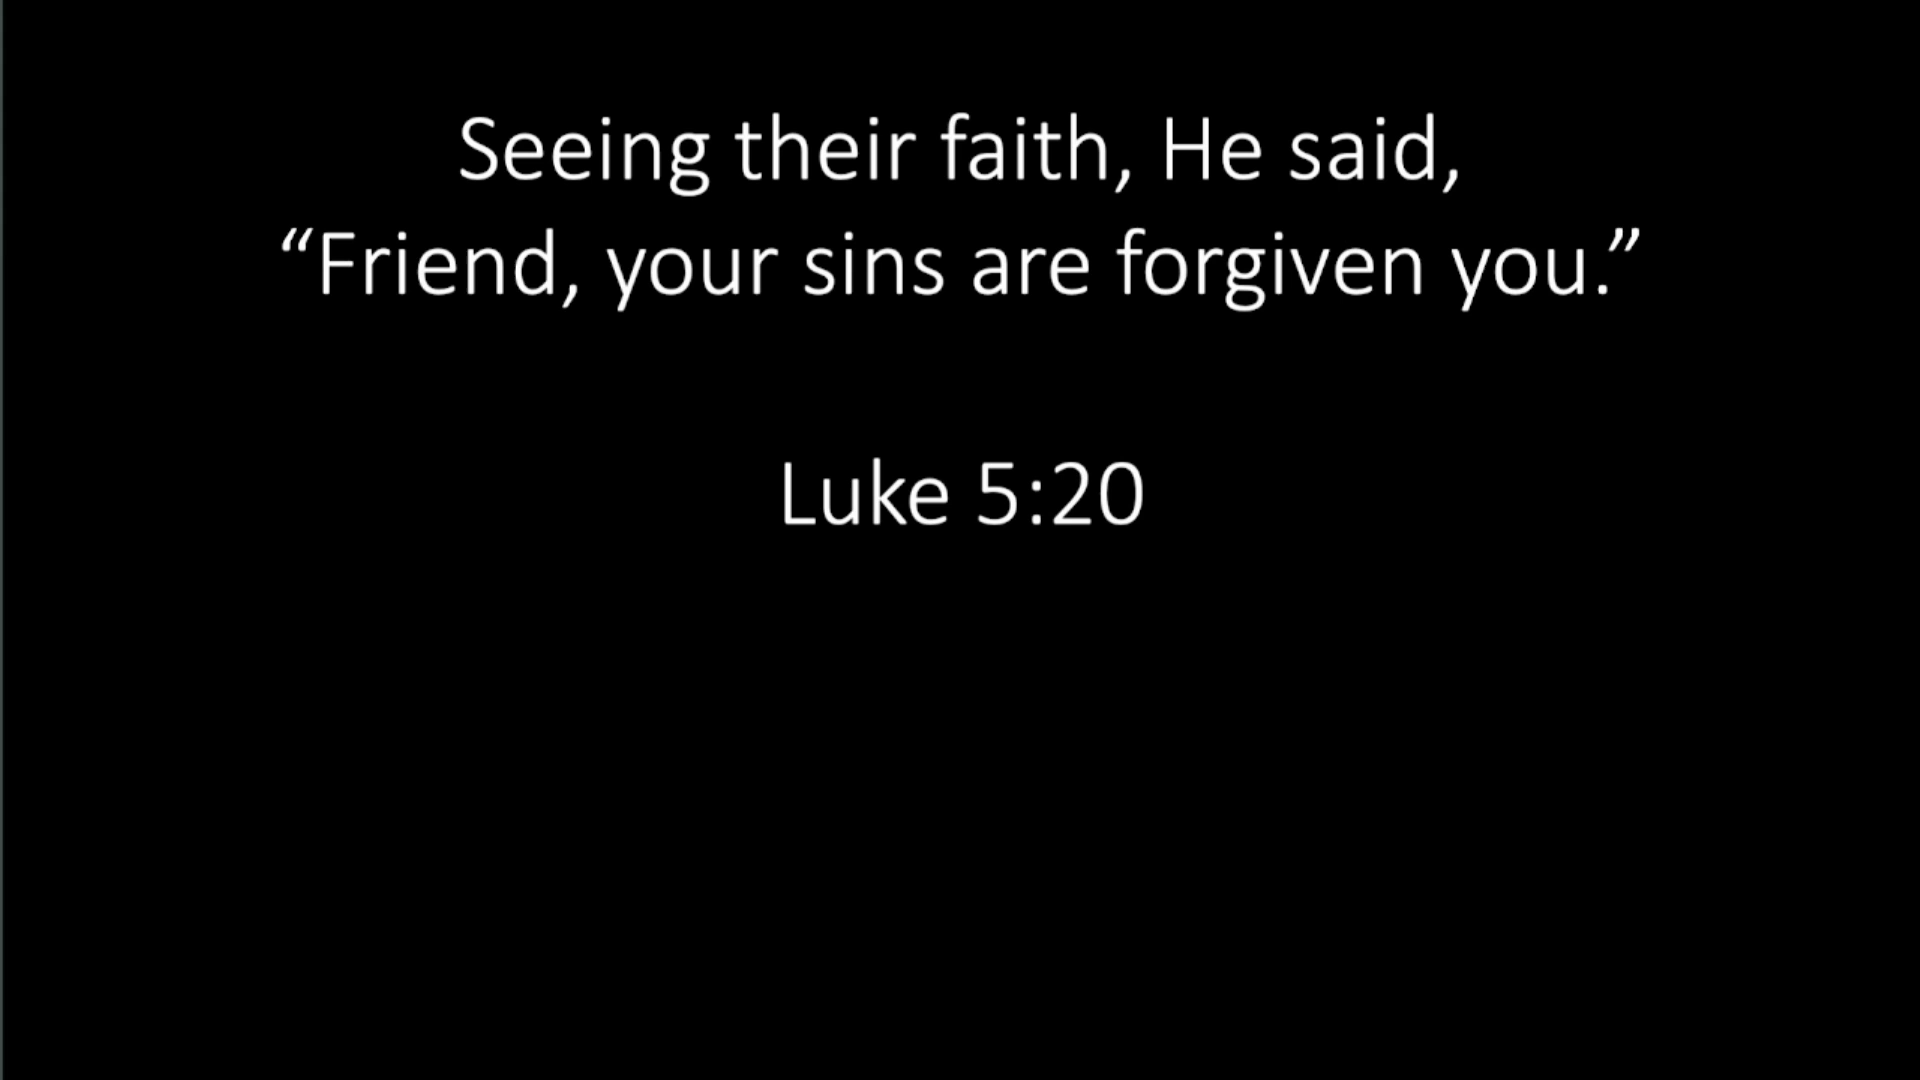 Seeing their faith, He said,
“Friend, your sins are forgiven you.”
Luke 5:20